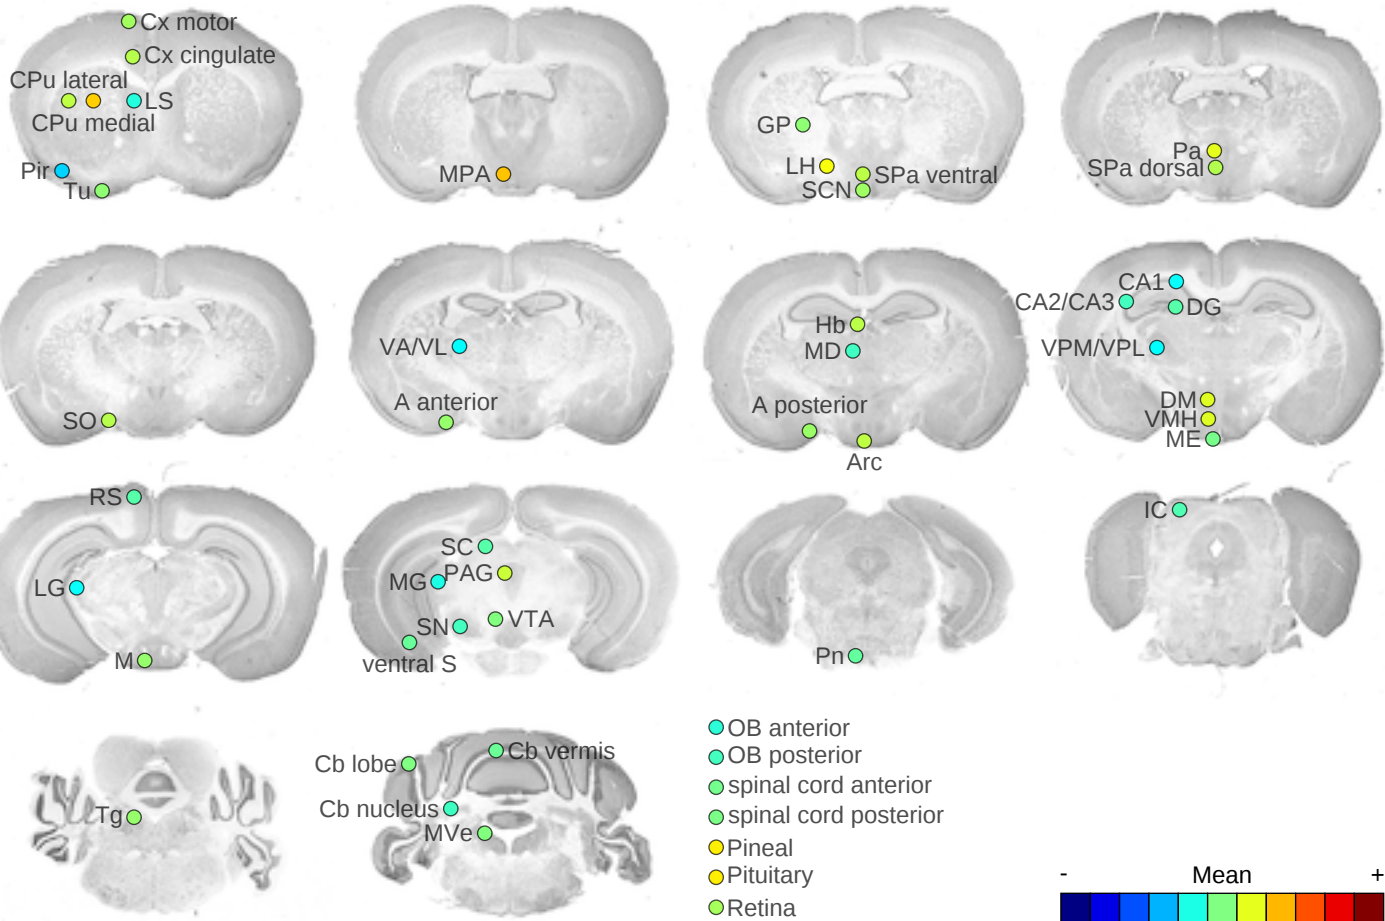 Cx motor
Cx cingulate
CPu lateral
LS
CPu medial
Pir
Tu
MPA
GP
LH
SPa ventral
SCN
Pa
SPa dorsal
SO
VA/VL
A anterior
Hb
MD
A posterior
Arc
CA1
CA2/CA3
DG
VPM/VPL
DM
VMH
ME
RS
LG
M
SC
MG
PAG
SN
VTA
ventral S
Pn
IC
Tg
Cb lobe
Cb vermis
Cb nucleus
MVe
OB anterior
OB posterior
spinal cord anterior
spinal cord posterior
Pineal
Pituitary
Retina
- Mean +